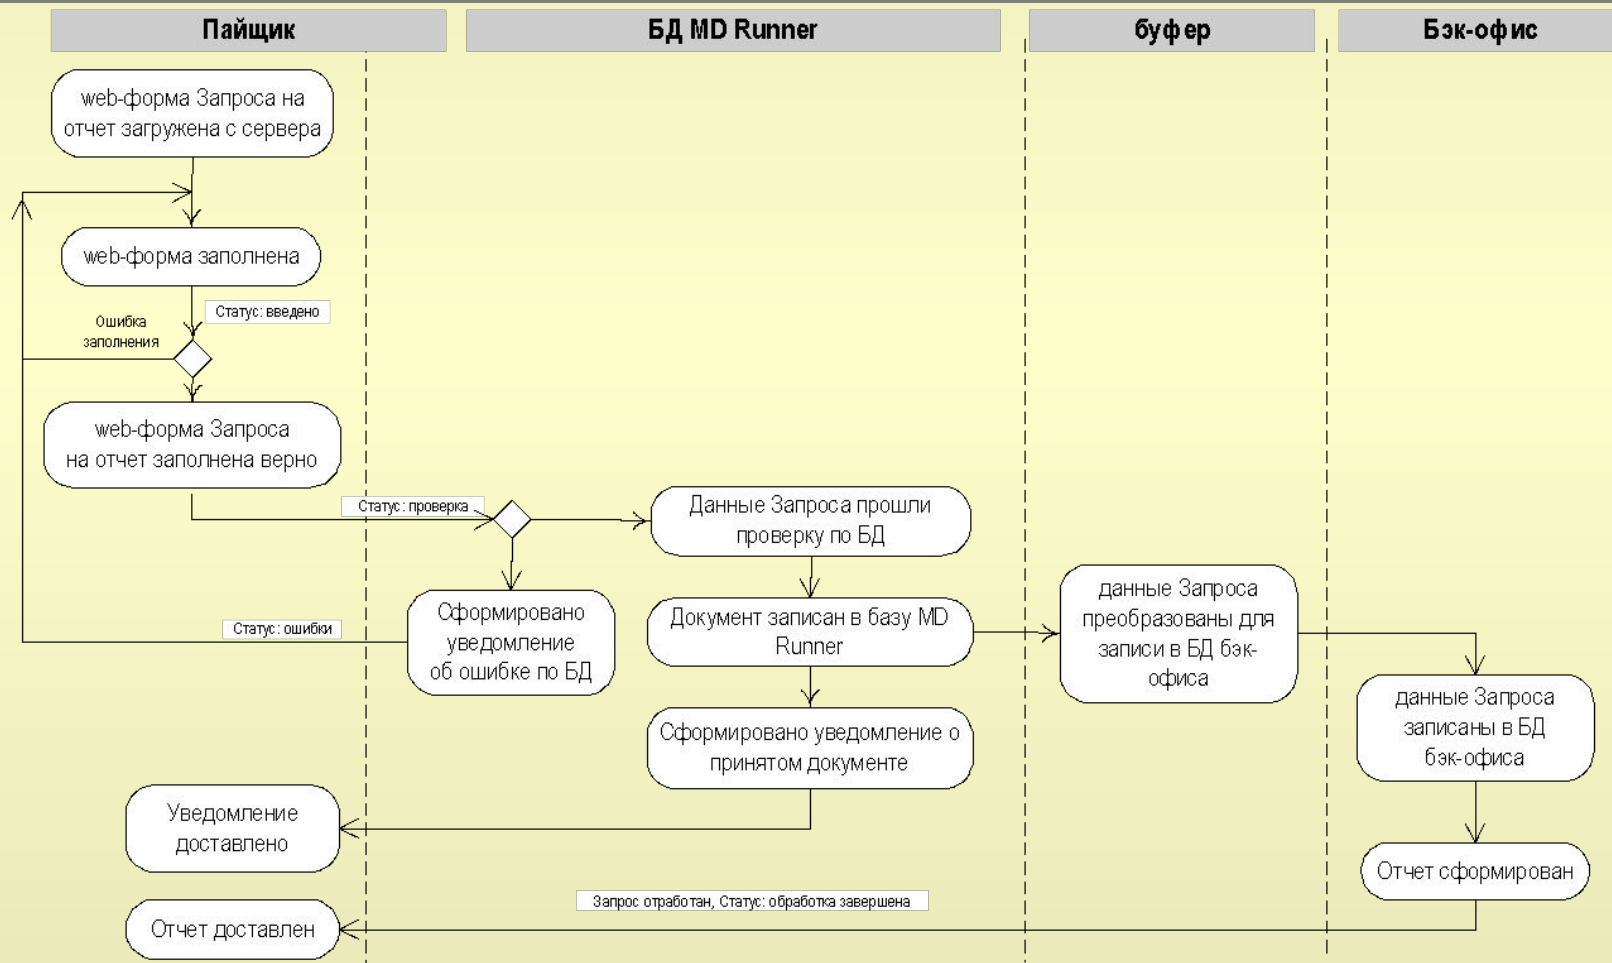 Пайщик
БД MD Runner
буфер
Бэк-офис
web-форма Запроса на
отчет загружена с сервера
web-форма заполнена
Статус: введено
Ошибка
заполнения
web-форма Запроса
на отчет заполнена верно
Статус: проверка
Данные Запроса прошли
проверку по БД
Сформировано
уведомление
об ошибке по БД
Статус: ошибки
Документ записан в базу MD
Runner
данные Запроса
преобразованы для
записи в БД бэк-
офиса
данные Запроса
записаны в БД
бэк-офиса
Сформировано уведомление о
принятом документе
Уведомление
доставлено
Отчет сформирован
Запрос отработан, Статус: обработка завершена
Отчет доставлен